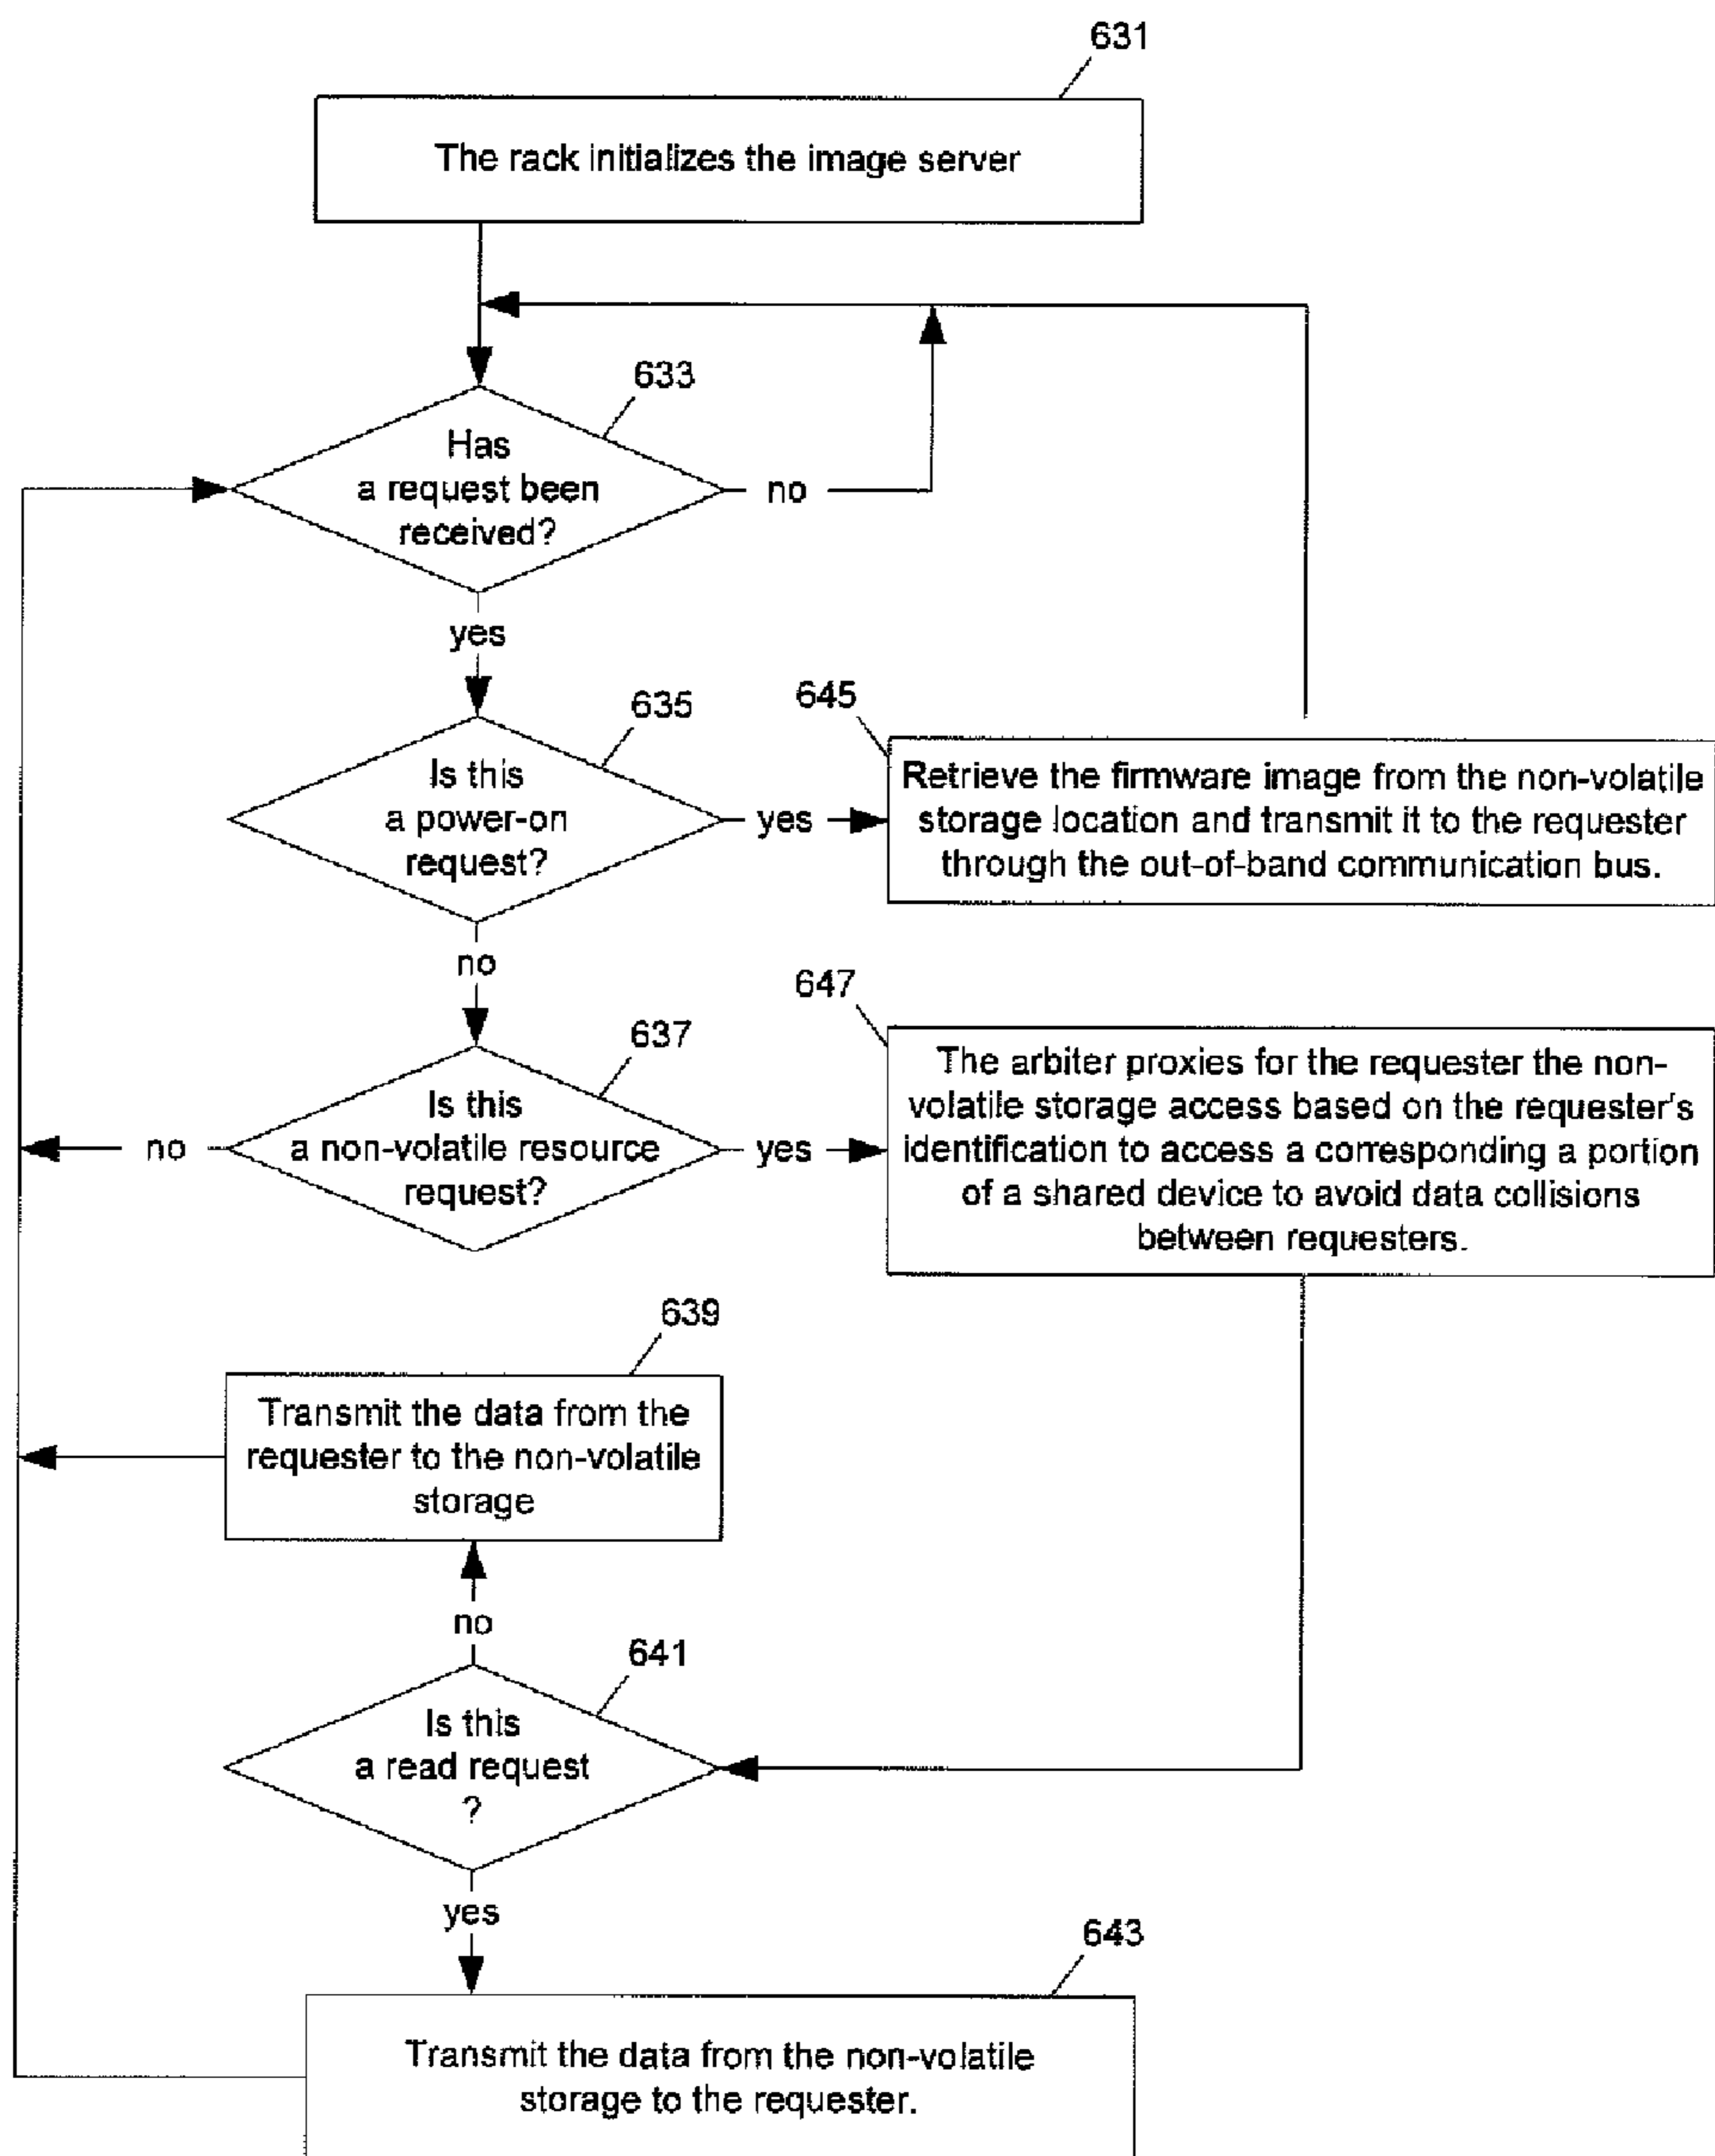 631
The rack initializes the image server
633
Has
a request been
received?
no
yes
635
Is this
a power-on
request?
yes
645
Retrieve the firmware image from the non-volatile
storage location and transmit it to the requester
through the out-of-band communication bus.
no
637
Is this
a non-volatile resource
request?
no
yes
647
The arbiter proxies for the requester the non-
volatile storage access based on the requester's
identification to access a corresponding a portion
of a shared device to avoid data collisions
between requesters.
639
Transmit the data from the
requester to the non-volatile
storage
no
641
Is this
a read request
?
yes
643
Transmit the data from the non-volatile
storage to the requester.